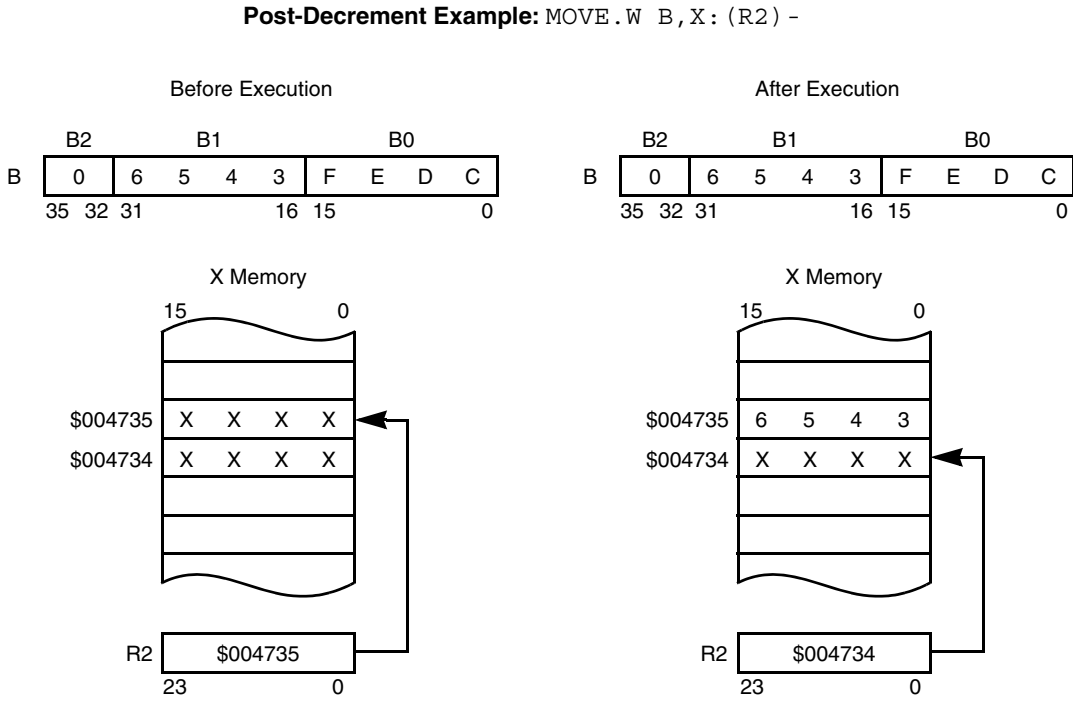 Post-Decrement Example: MOVE.W B,X:(R2)-
Before Execution After Execution
B2 B1 B0 B2 B1 B0
B 0 6 5 4 3 F E D C B 0 6 5 4 3 F E D C
35 32 31 16 15 0 35 32 31 16 15 0
X Memory X Memory
15 0 15 0
$004735 X X X X $004735 6 5 4 3
$004734 X X X X $004734 X X X X
R2 $004735 R2 $004734
23 0 23 0